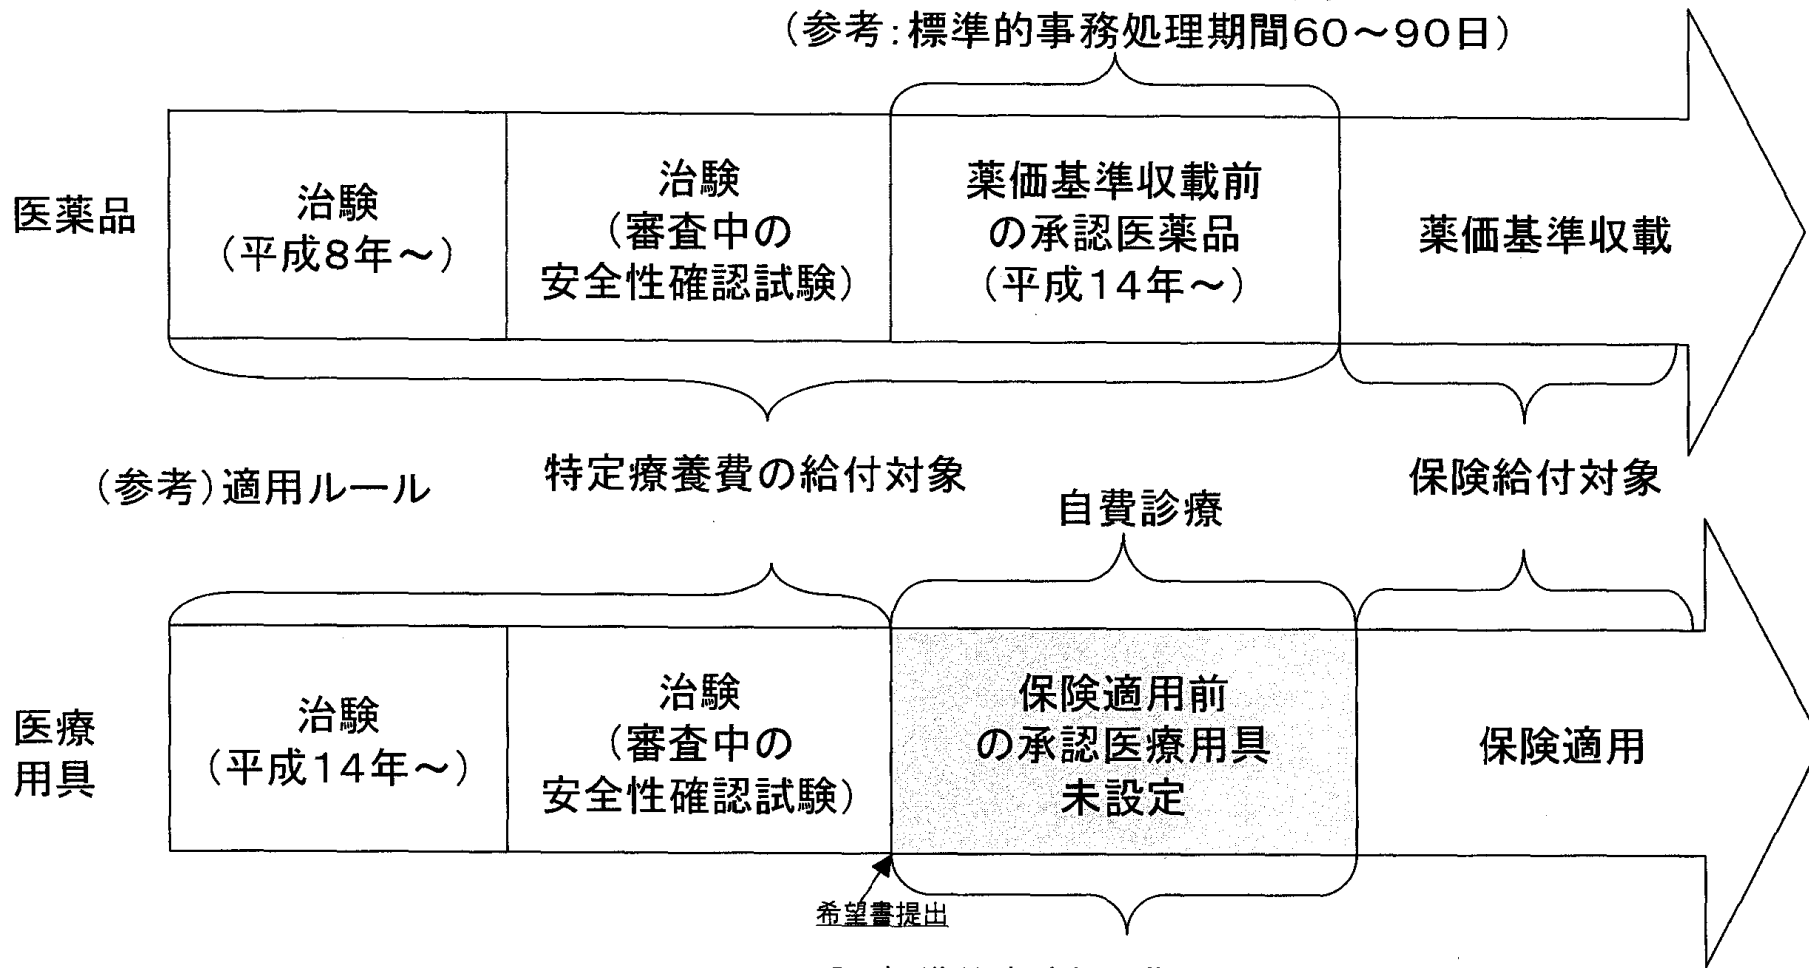 （参考：標準的事務処理期間60～90日）
医薬品
治験
（平成8年～）
治験
（審査中の
安全性確認試験）
薬価基準収載前
の承認医薬品
（平成14年～）
薬価基準収載
（参考）適用ルール
特定療養費の給付対象
自費診療
保険給付対象
医療
用具
治験
（平成14年～）
治験
（審査中の
安全性確認試験）
保険適用前
の承認医療用具
未設定
保険適用
希望書提出